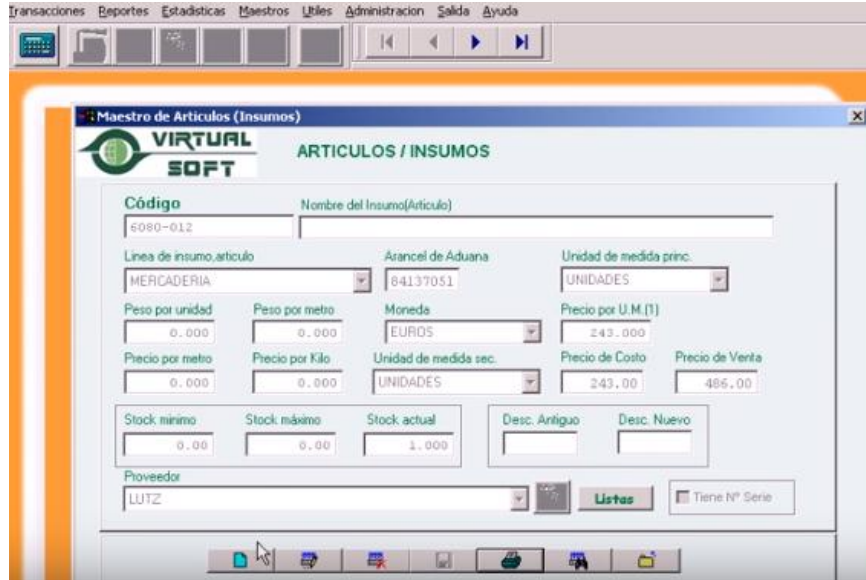 Transacciones Reportes Estadisticas Maestros Utiles Administracion Salida Ayuda
Maestro de Articulos (Insumos)
VIRTUAL
SOFT
ARTICULOS / INSUMOS
Código Nombre del Insumo(Articulo)
6080-012
Linea de insumo,articulo Arancel de Aduana Unidad de medida princ.
MERCADERIA 84137051 UNIDADES
Peso por unidad Peso por metro Moneda Precio por U.M.(1)
0.000 0.000 EUROS 243.000
Precio por metro Precio por Kilo Unidad de medida sec. Precio de Costo Precio de Venta
0.000 0.000 UNIDADES 243.00 486.00
Stock minimo Stock máximo Stock actual Desc. Antiguo Desc. Nuevo
0.00 0.00 1.000
Proveedor
LUTZ Listas Tiene Nº Serie